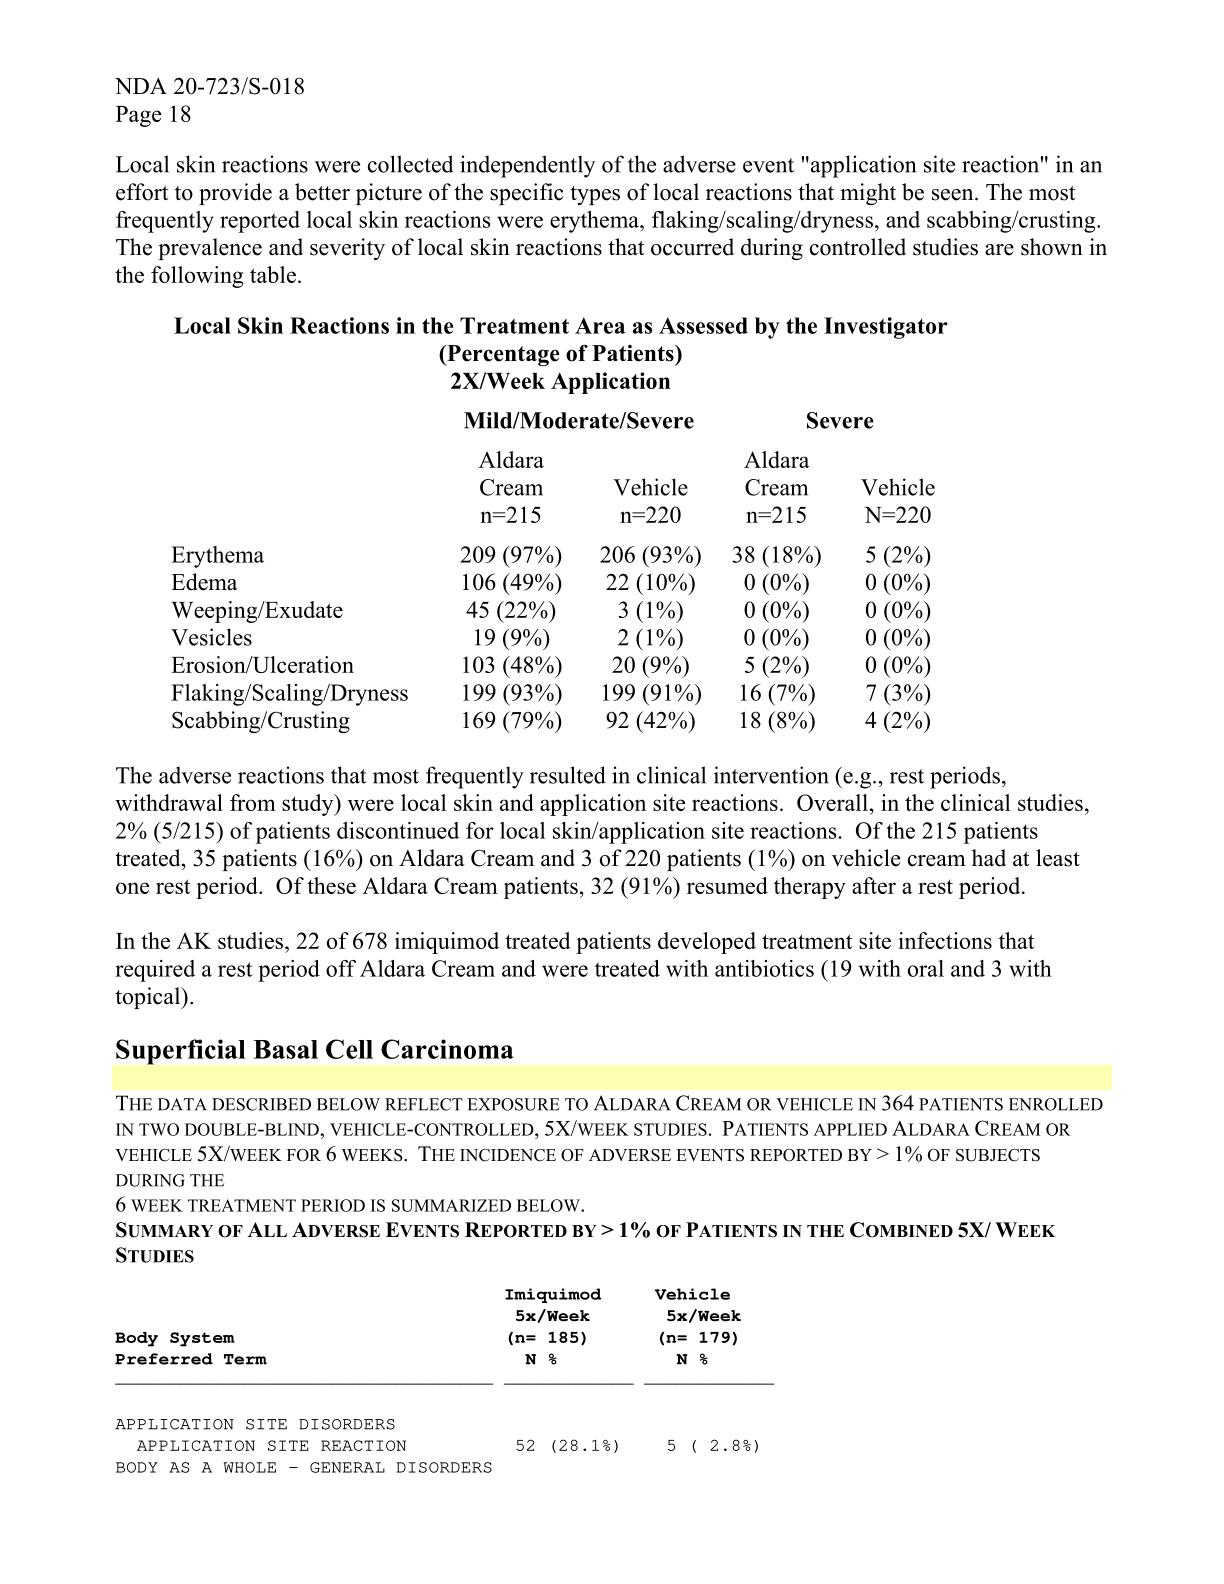 NDA 20-723/S-018
Page 18
Local skin reactions were collected independently of the adverse event "application site reaction" in an
effort to provide a better picture of the specific types of local reactions that might be seen. The most
frequently reported local skin reactions were erythema, flaking/scaling/dryness, and scabbing/crusting.
The prevalence and severity of local skin reactions that occurred during controlled studies are shown in
the following table.
Local Skin Reactions in the Treatment Area as Assessed by the Investigator
(Percentage of Patients)
2X/Week Application
Mild/Moderate/Severe Severe
Aldara Aldara
Cream Vehicle Cream Vehicle
n=215 n=220 n=215 N=220
Erythema 209 (97%) 206 (93%) 38 (18%) 5 (2%)
Edema 106 (49%) 22 (10%) 0 (0%) 0 (0%)
Weeping/Exudate 45 (22%) 3 (1%) 0 (0%) 0 (0%)
Vesicles 19 (9%) 2 (1%) 0 (0%) 0 (0%)
Erosion/Ulceration 103 (48%) 20 (9%) 5 (2%) 0 (0%)
Flaking/Scaling/Dryness 199 (93%) 199 (91%) 16 (7%) 7 (3%)
Scabbing/Crusting 169 (79%) 92 (42%) 18 (8%) 4 (2%)
The adverse reactions that most frequently resulted in clinical intervention (e.g., rest periods,
withdrawal from study) were local skin and application site reactions.  Overall, in the clinical studies,
2% (5/215) of patients discontinued for local skin/application site reactions.  Of the 215 patients
treated, 35 patients (16%) on Aldara Cream and 3 of 220 patients (1%) on vehicle cream had at least
one rest period.  Of these Aldara Cream patients, 32 (91%) resumed therapy after a rest period.
In the AK studies, 22 of 678 imiquimod treated patients developed treatment site infections that
required a rest period off Aldara Cream and were treated with antibiotics (19 with oral and 3 with
topical).
Superficial Basal Cell Carcinoma
THE DATA DESCRIBED BELOW REFLECT EXPOSURE TO ALDARA CREAM OR VEHICLE IN 364 PATIENTS ENROLLED
IN TWO DOUBLE-BLIND, VEHICLE-CONTROLLED, 5X/WEEK STUDIES.  PATIENTS APPLIED ALDARA CREAM OR
VEHICLE 5X/WEEK FOR 6 WEEKS.  THE INCIDENCE OF ADVERSE EVENTS REPORTED BY > 1% OF SUBJECTS
DURING THE
6 WEEK TREATMENT PERIOD IS SUMMARIZED BELOW.
SUMMARY OF ALL ADVERSE EVENTS REPORTED BY > 1% OF PATIENTS IN THE COMBINED 5X/ WEEK
STUDIES
Imiquimod Vehicle
5x/Week 5x/Week
Body System (n= 185) (n= 179)
Preferred Term N % N %
APPLICATION SITE DISORDERS
APPLICATION SITE REACTION 52 (28.1%) 5 ( 2.8%)
BODY AS A WHOLE – GENERAL DISORDERS